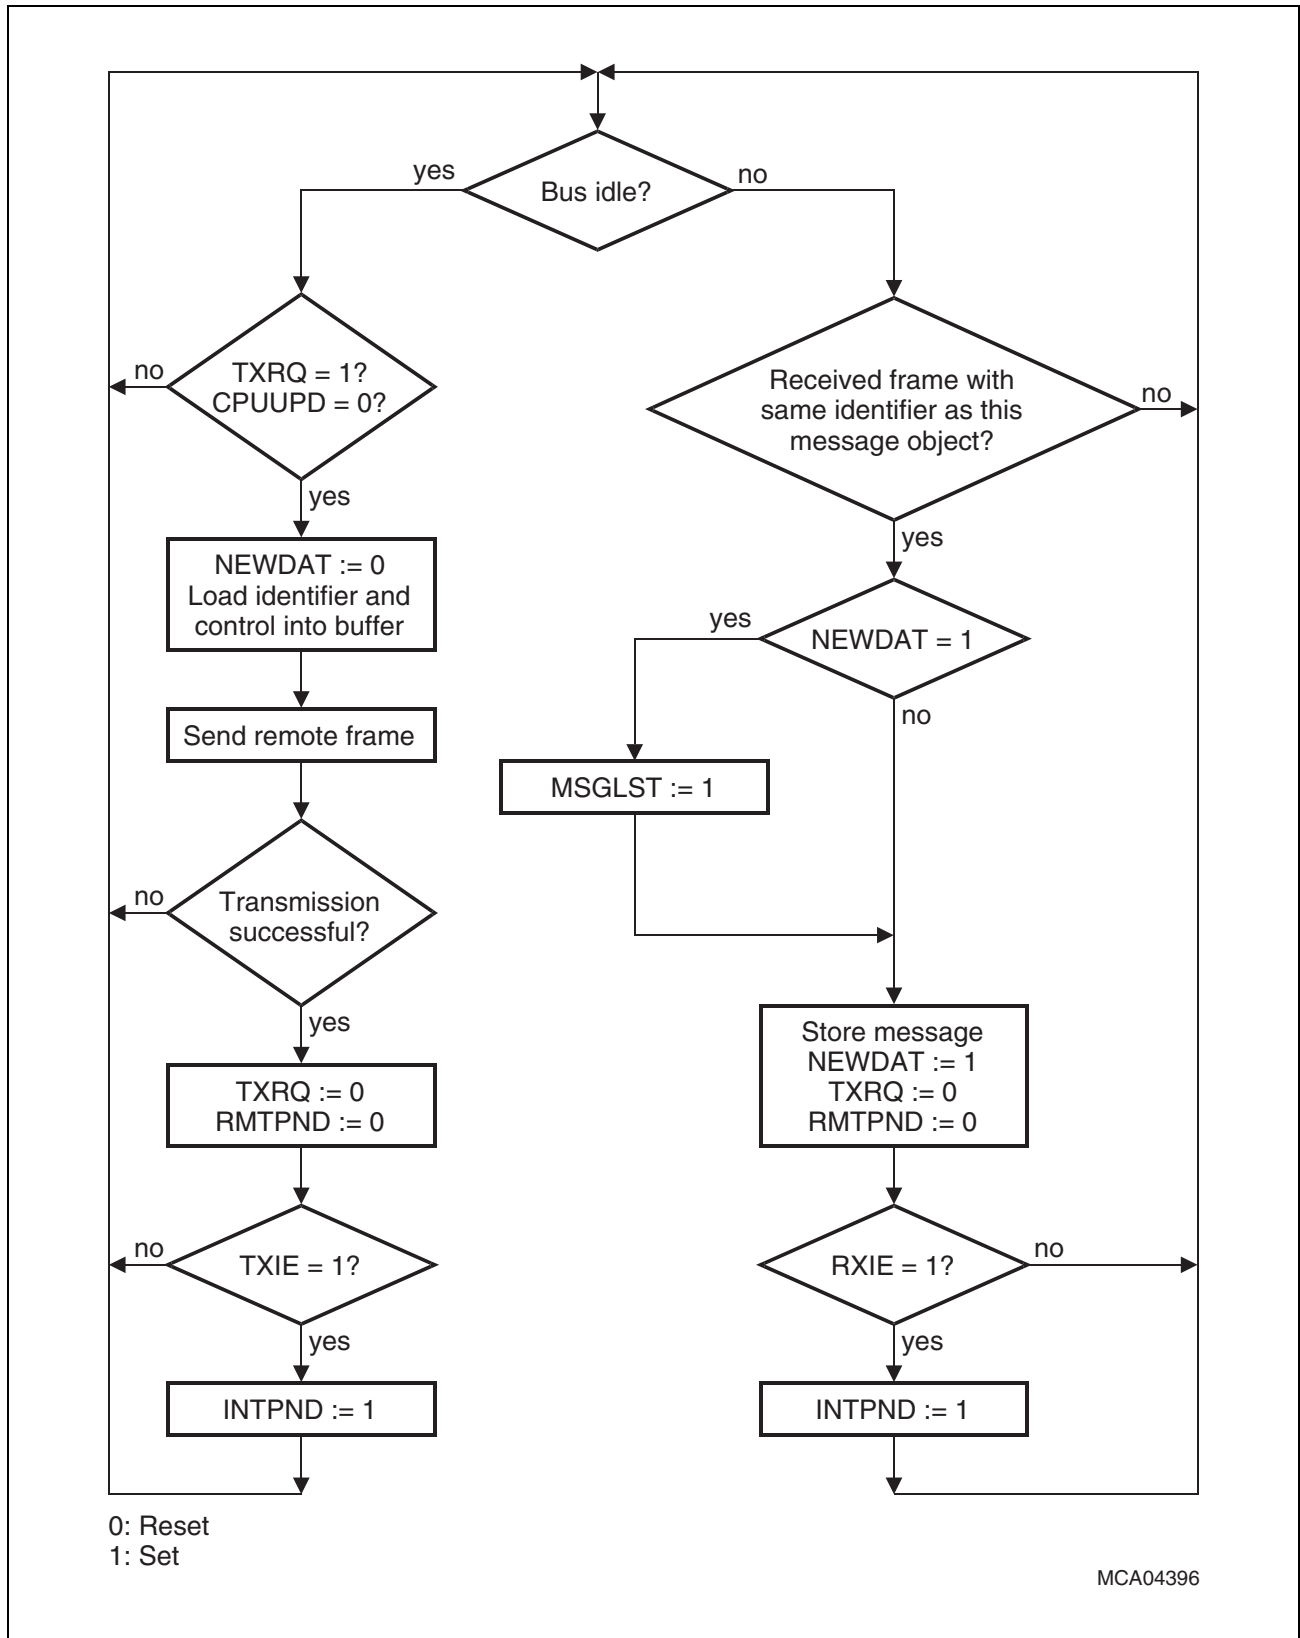 Bus idle?
yes
no
TXRQ = 1?
CPUUPD = 0?
no
yes
NEWDAT := 0
Load identifier and
control into buffer
Send remote frame
Transmission
successful?
no
yes
TXRQ := 0
RMTPND := 0
TXIE = 1?
no
yes
INTPND := 1
Received frame with
same identifier as this
message object?
no
yes
NEWDAT = 1
yes
no
MSGLST := 1
Store message
NEWDAT := 1
TXRQ := 0
RMTPND := 0
RXIE = 1?
no
yes
INTPND := 1
0: Reset
1: Set
MCA04396